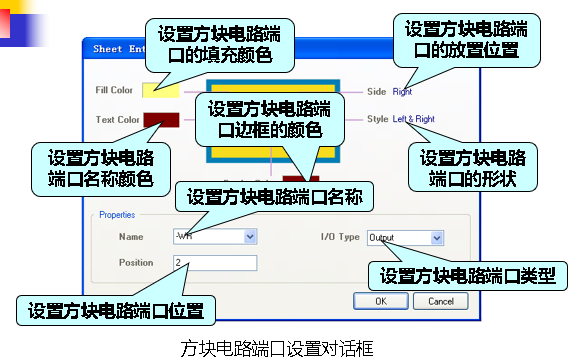 设置方块电路端
口的填充颜色
设置方块电路端
口的放置位置
Sheet Ent
Fill Color
Side
Right
设置方块电路端
口边框的颜色
Text Color
Style
Left & Right
设置方块电路
端口名称颜色
设置方块电路
端口的形状
设置方块电路端口名称
Properties
Name
-WR
I/O Type
Output
Position
2
设置方块电路端口类型
设置方块电路端口位置
OK
Cancel
方块电路端口设置对话框